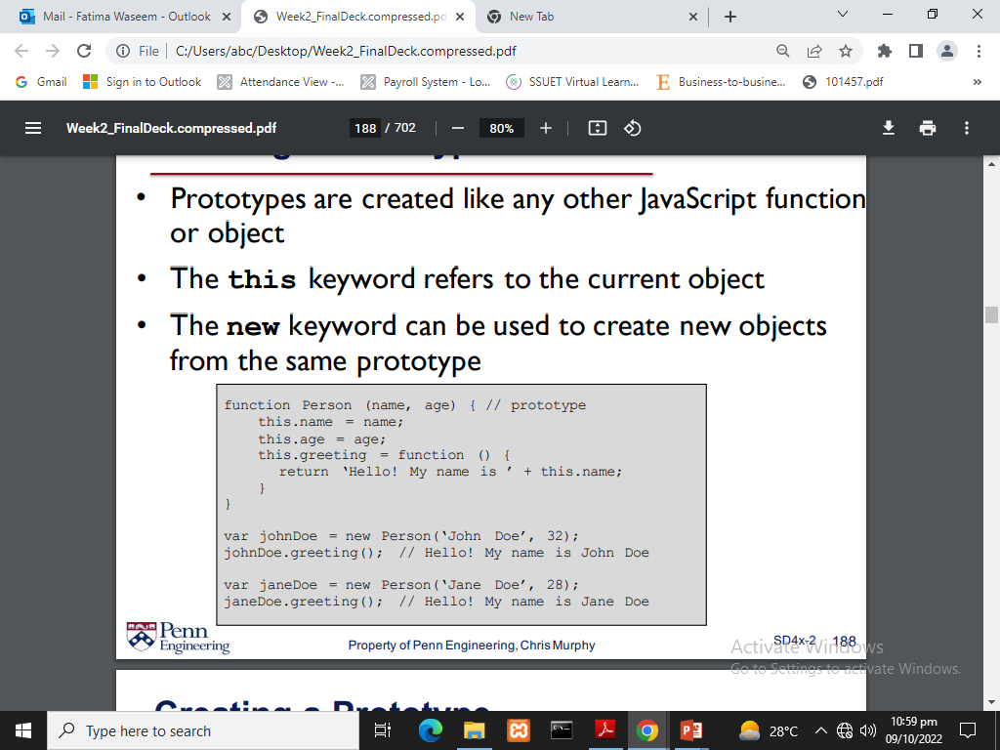 Mail - Fatima Waseem - Outlook
Week2_FinalDeck.compressed.pd
New Tab
File C:/Users/abc/Desktop/Week2_FinalDeck.compressed.pdf
Gmail
Sign in to Outlook
Attendance View -...
Payroll System - Lo...
SSUET Virtual Learn...
Business-to-busine...
101457.pdf
»
Week2_FinalDeck.compressed.pdf
188 / 702
80%
• Prototypes are created like any other JavaScript function
or object
• The this keyword refers to the current object
• The new keyword can be used to create new objects
from the same prototype
function Person (name, age) { // prototype
this.name = name;
this.age = age;
this.greeting = function () {
return ‘Hello! My name is ’ + this.name;
}
}
var johnDoe = new Person(‘John Doe’, 32);
johnDoe.greeting(); // Hello! My name is John Doe
var janeDoe = new Person(‘Jane Doe’, 28);
janeDoe.greeting(); // Hello! My name is Jane Doe
Penn
Engineering
Property of Penn Engineering, Chris Murphy
SD4x-2 188
Activate Windows
Go to Settings to activate Windows.
Creating a Prototype
Type here to search
28°C
10:59 pm
09/10/2022